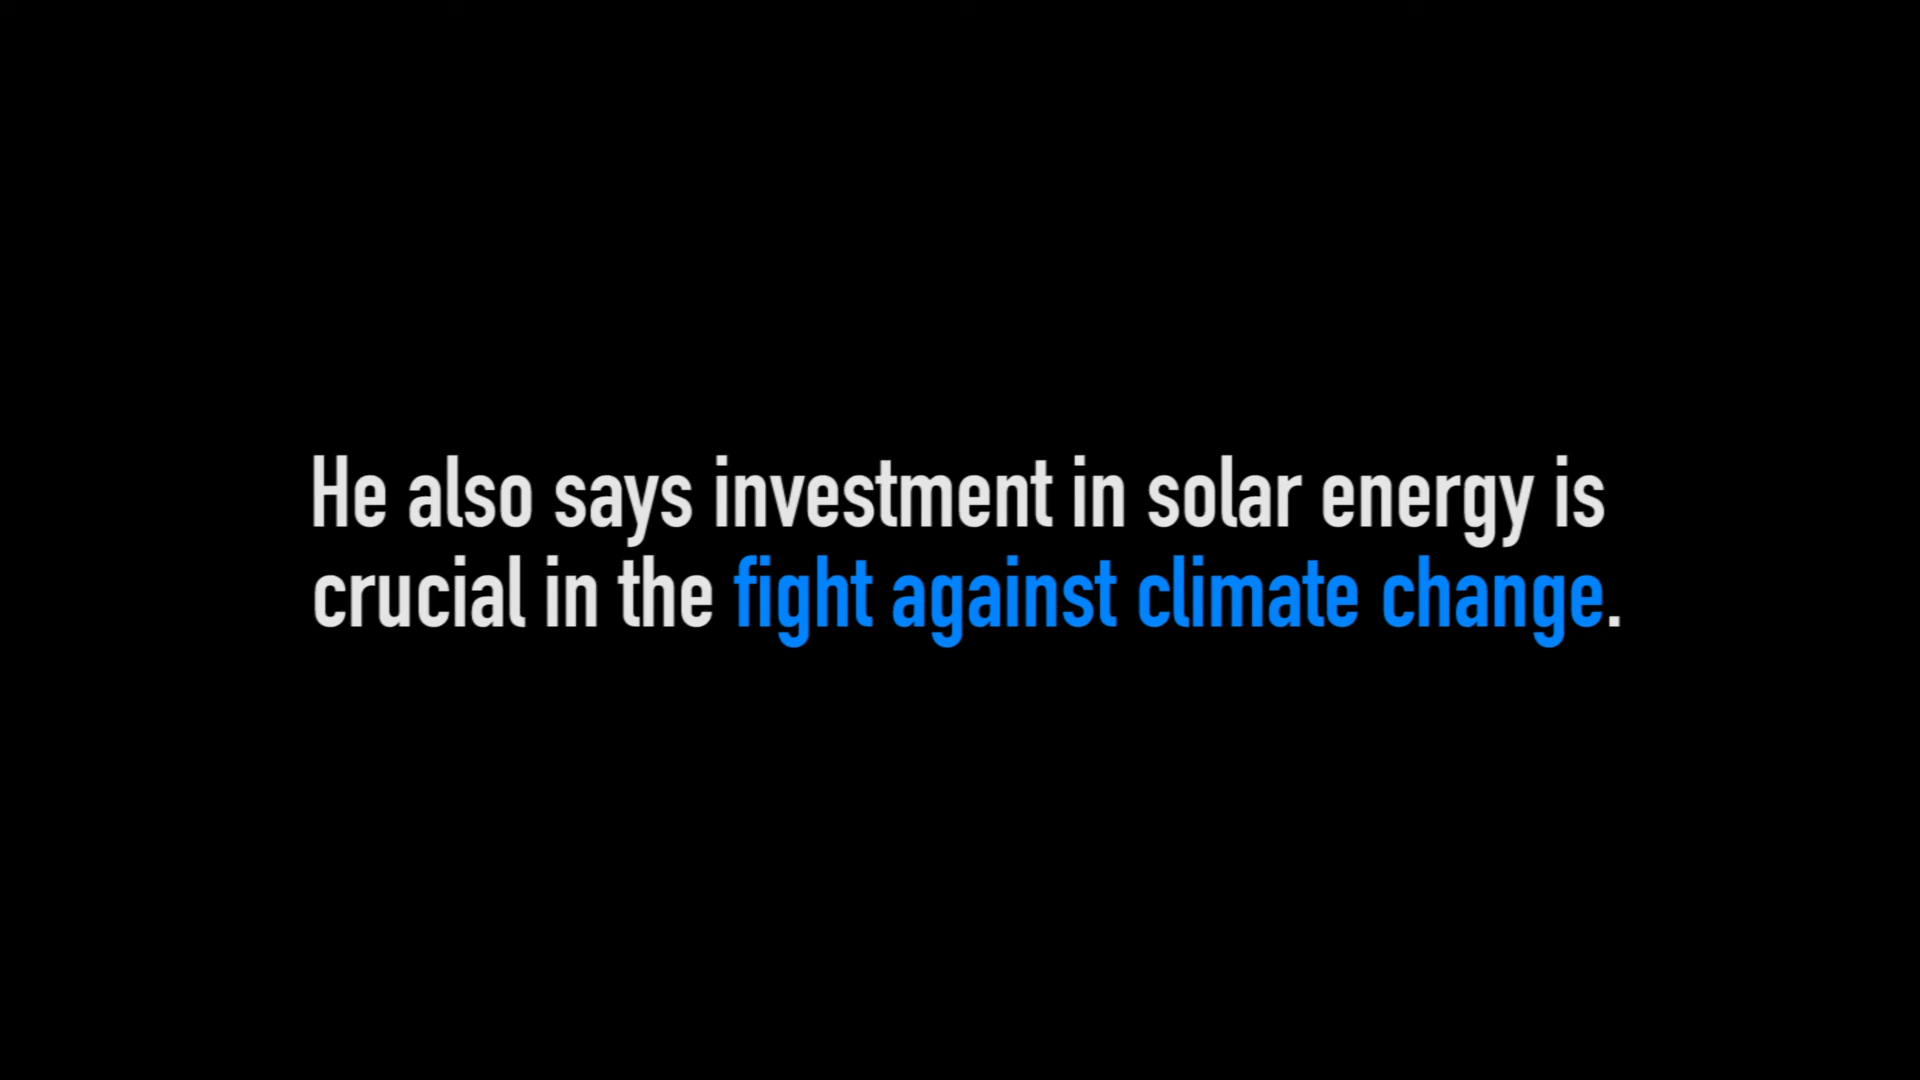 He also says investment in solar energy is
crucial in the fight against climate change.